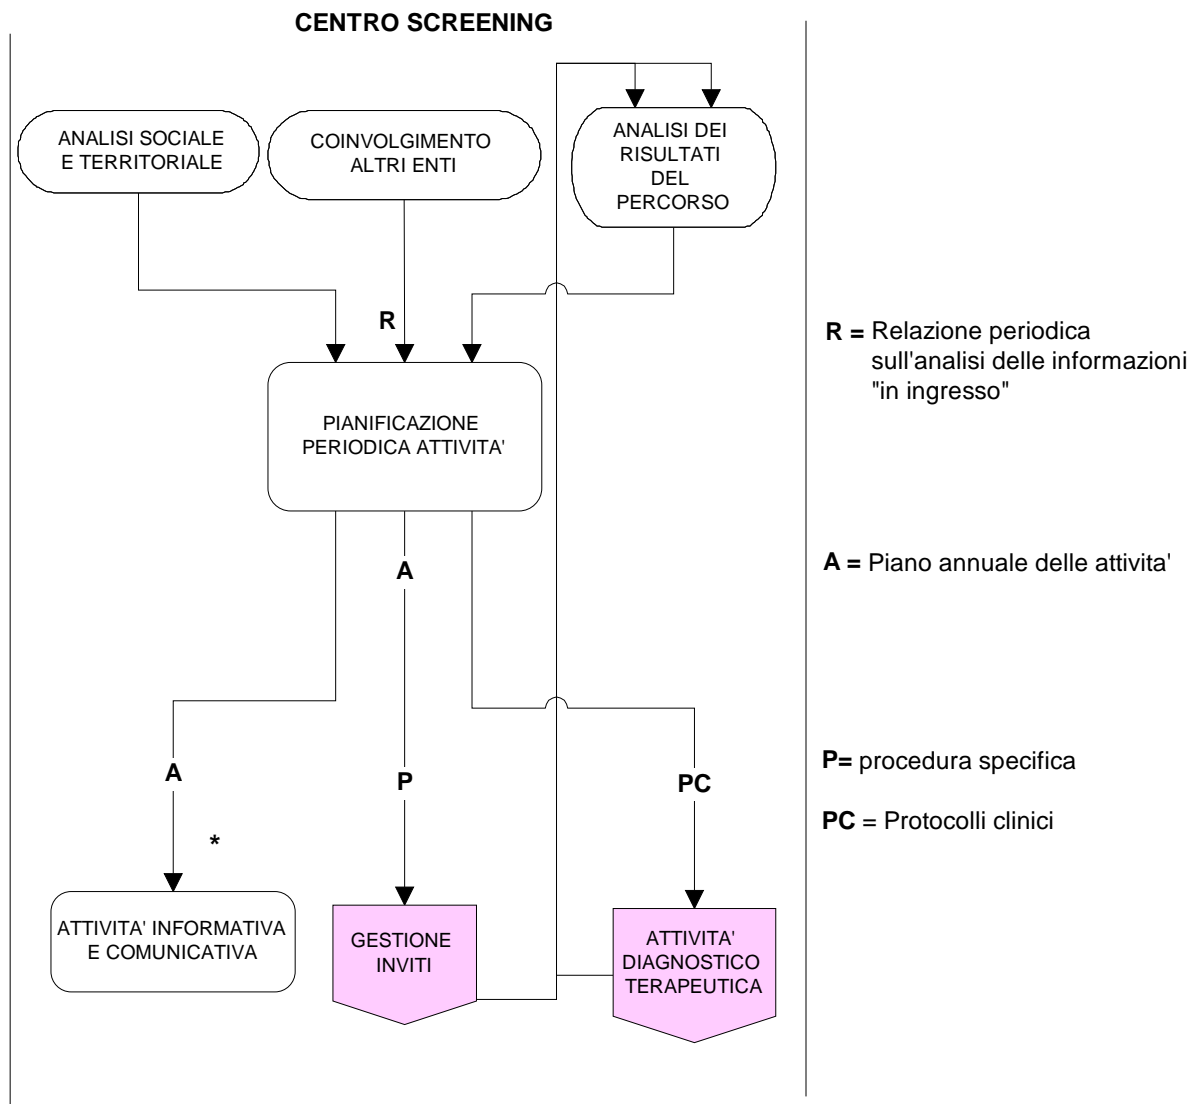 CENTRO SCREENING
ANALISI SOCIALE
E TERRITORIALE
COINVOLGIMENTO
ALTRI ENTI
ANALISI DEI
RISULTATI
DEL
PERCORSO
R
R = Relazione periodica
sull'analisi delle informazioni
"in ingresso"
PIANIFICAZIONE
PERIODICA ATTIVITA'
A
A = Piano annuale delle attivita'
A
P
PC
P= procedura specifica
PC = Protocolli clinici
*
ATTIVITA' INFORMATIVA
E COMUNICATIVA
GESTIONE
INVITI
ATTIVITA'
DIAGNOSTICO
TERAPEUTICA